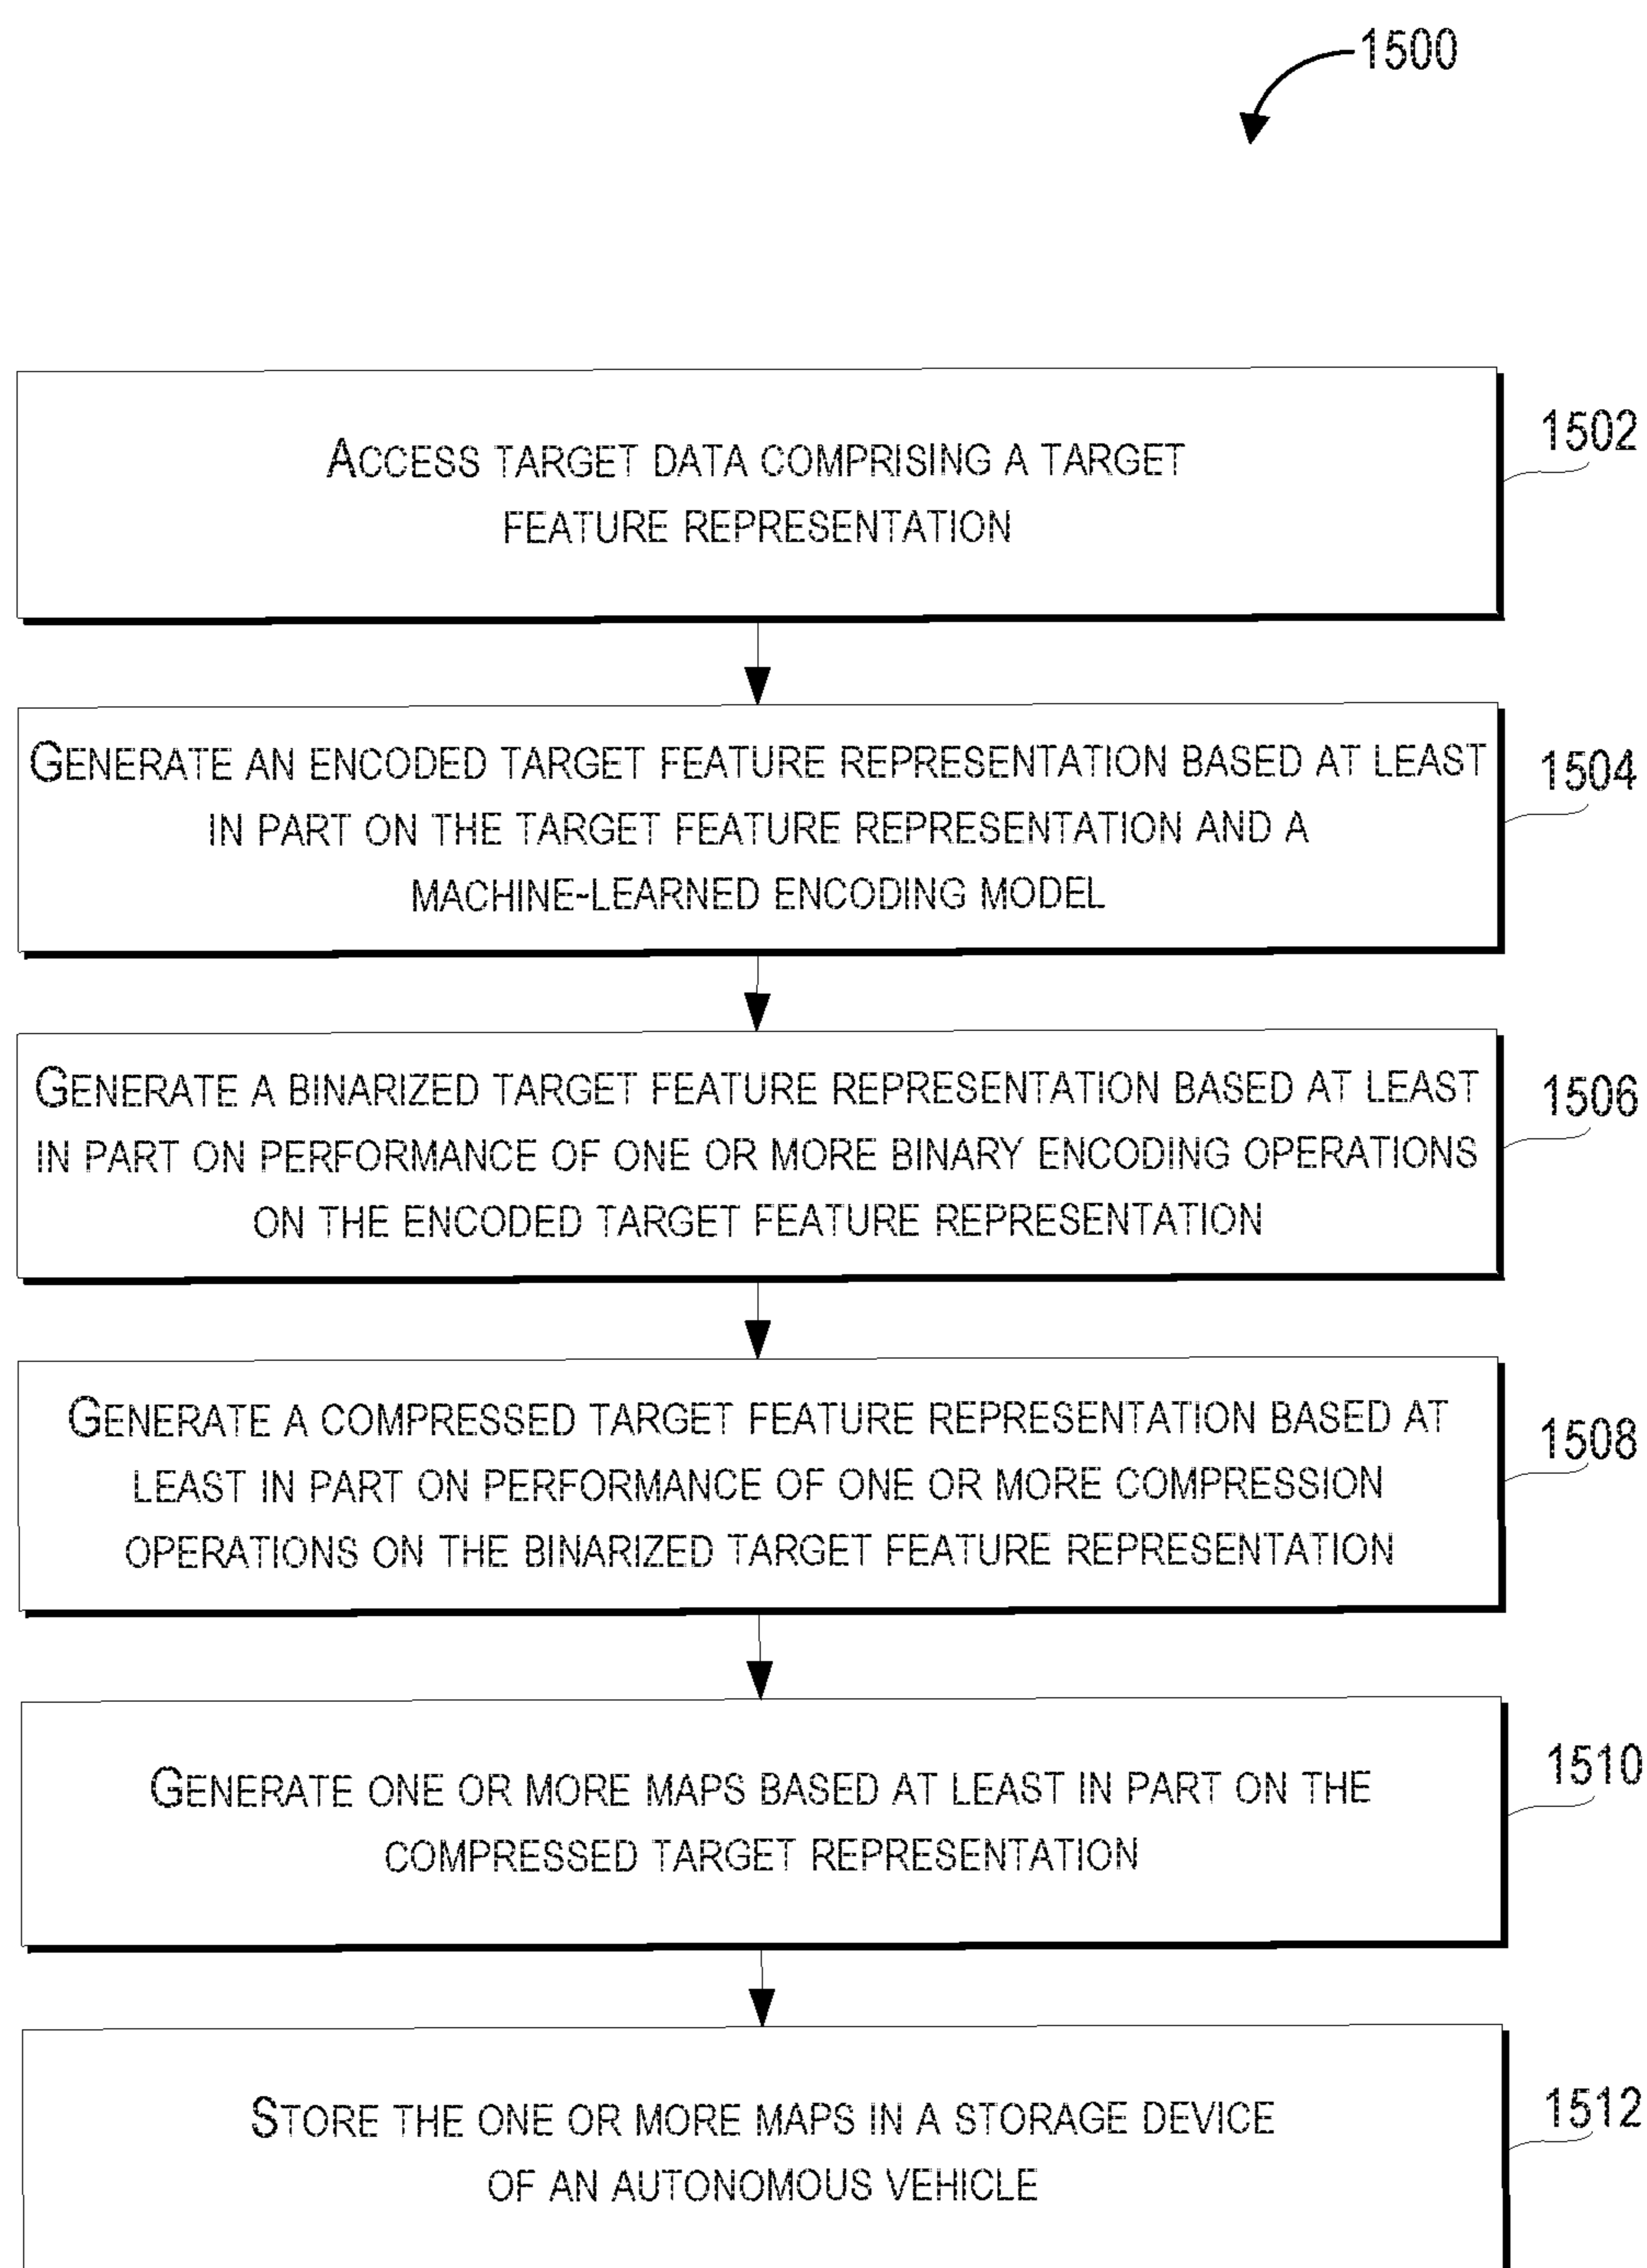 1500
ACCESS TARGET DATA COMPRISING A TARGET
FEATURE REPRESENTATION
1502
GENERATE AN ENCODED TARGET FEATURE REPRESENTATION BASED AT LEAST
IN PART ON THE TARGET FEATURE REPRESENTATION AND A
MACHINE-LEARNED ENCODING MODEL
1504
GENERATE A BINARIZED TARGET FEATURE REPRESENTATION BASED AT LEAST
IN PART ON PERFORMANCE OF ONE OR MORE BINARY ENCODING OPERATIONS
ON THE ENCODED TARGET FEATURE REPRESENTATION
1506
GENERATE A COMPRESSED TARGET FEATURE REPRESENTATION BASED AT
LEAST IN PART ON PERFORMANCE OF ONE OR MORE COMPRESSION
OPERATIONS ON THE BINARIZED TARGET FEATURE REPRESENTATION
1508
GENERATE ONE OR MORE MAPS BASED AT LEAST IN PART ON THE
COMPRESSED TARGET REPRESENTATION
1510
STORE THE ONE OR MORE MAPS IN A STORAGE DEVICE
OF AN AUTONOMOUS VEHICLE
1512